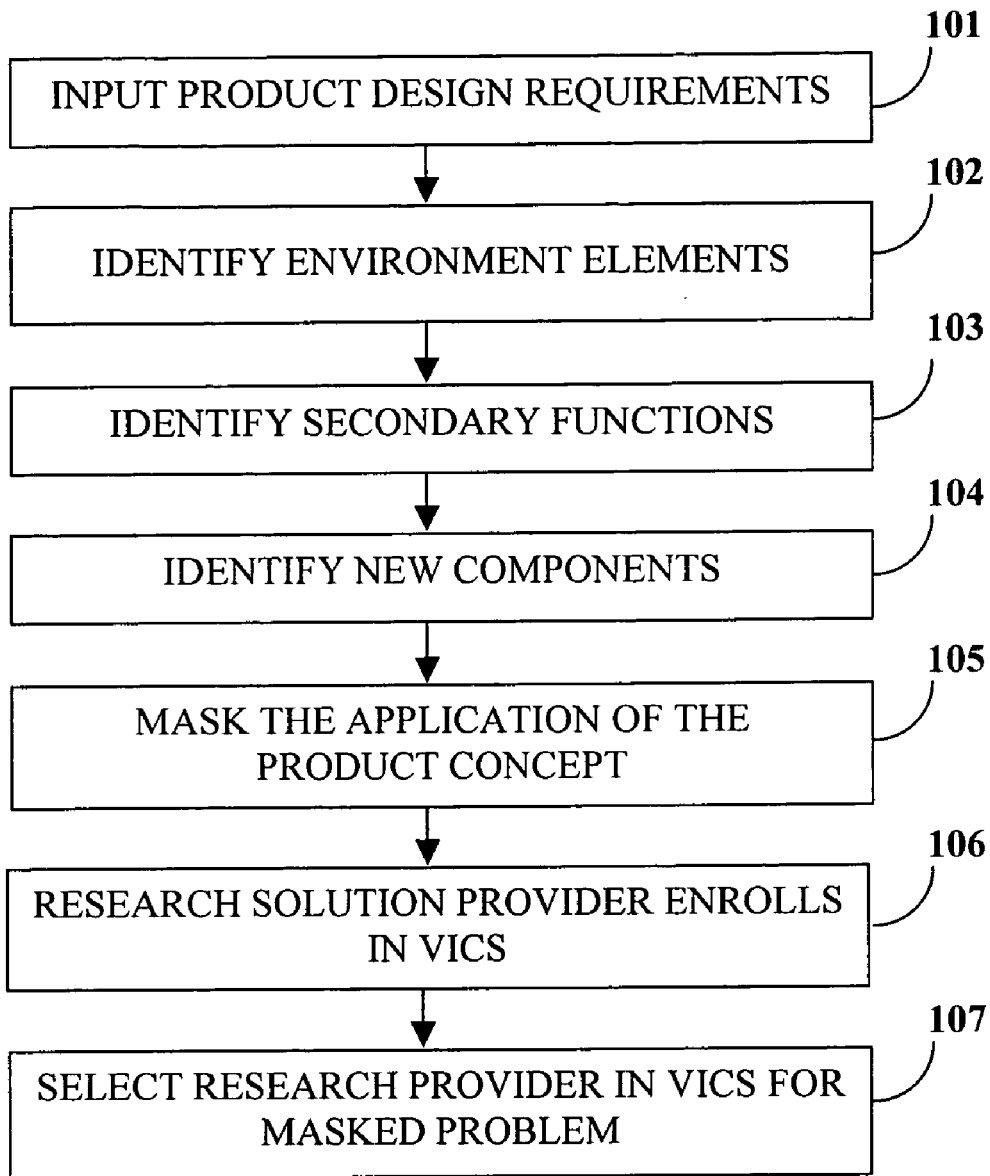 101
INPUT PRODUCT DESIGN REQUIREMENTS
102
IDENTIFY ENVIRONMENT ELEMENTS
103
IDENTIFY SECONDARY FUNCTIONS
104
IDENTIFY NEW COMPONENTS
105
MASK THE APPLICATION OF THE
PRODUCT CONCEPT
106
RESEARCH SOLUTION PROVIDER ENROLLS
IN VICS
107
SELECT RESEARCH PROVIDER IN VICS FOR
MASKED PROBLEM